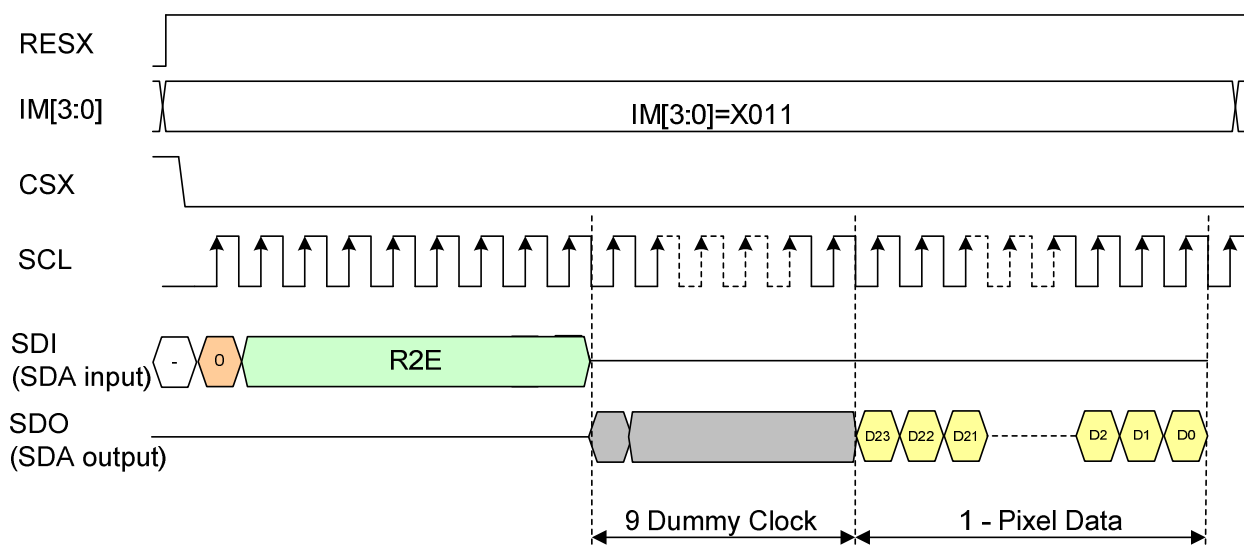 RESX
IM[3:0]
IM[3:0]=X011
CSX
SCL
SDI
(SDA input)
-
0
R2E
SDO
(SDA output)
D23
D22
D21
D2
D1
D0
9 Dummy Clock
1 - Pixel Data